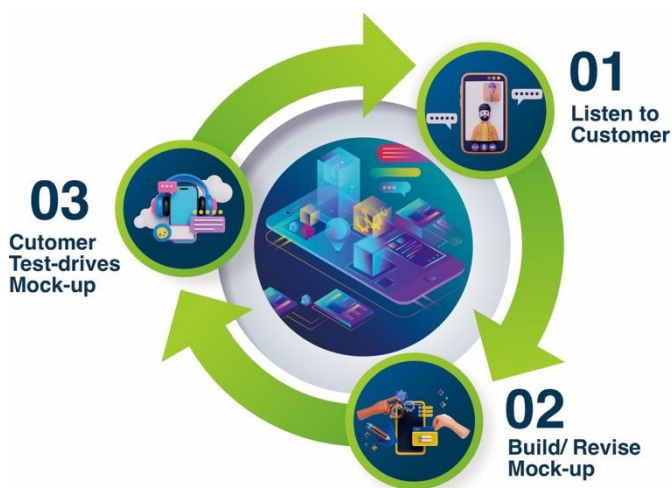 01
Listen to
Customer
02
Build/ Revise
Mock-up
03
Cutomer
Test-drives
Mock-up